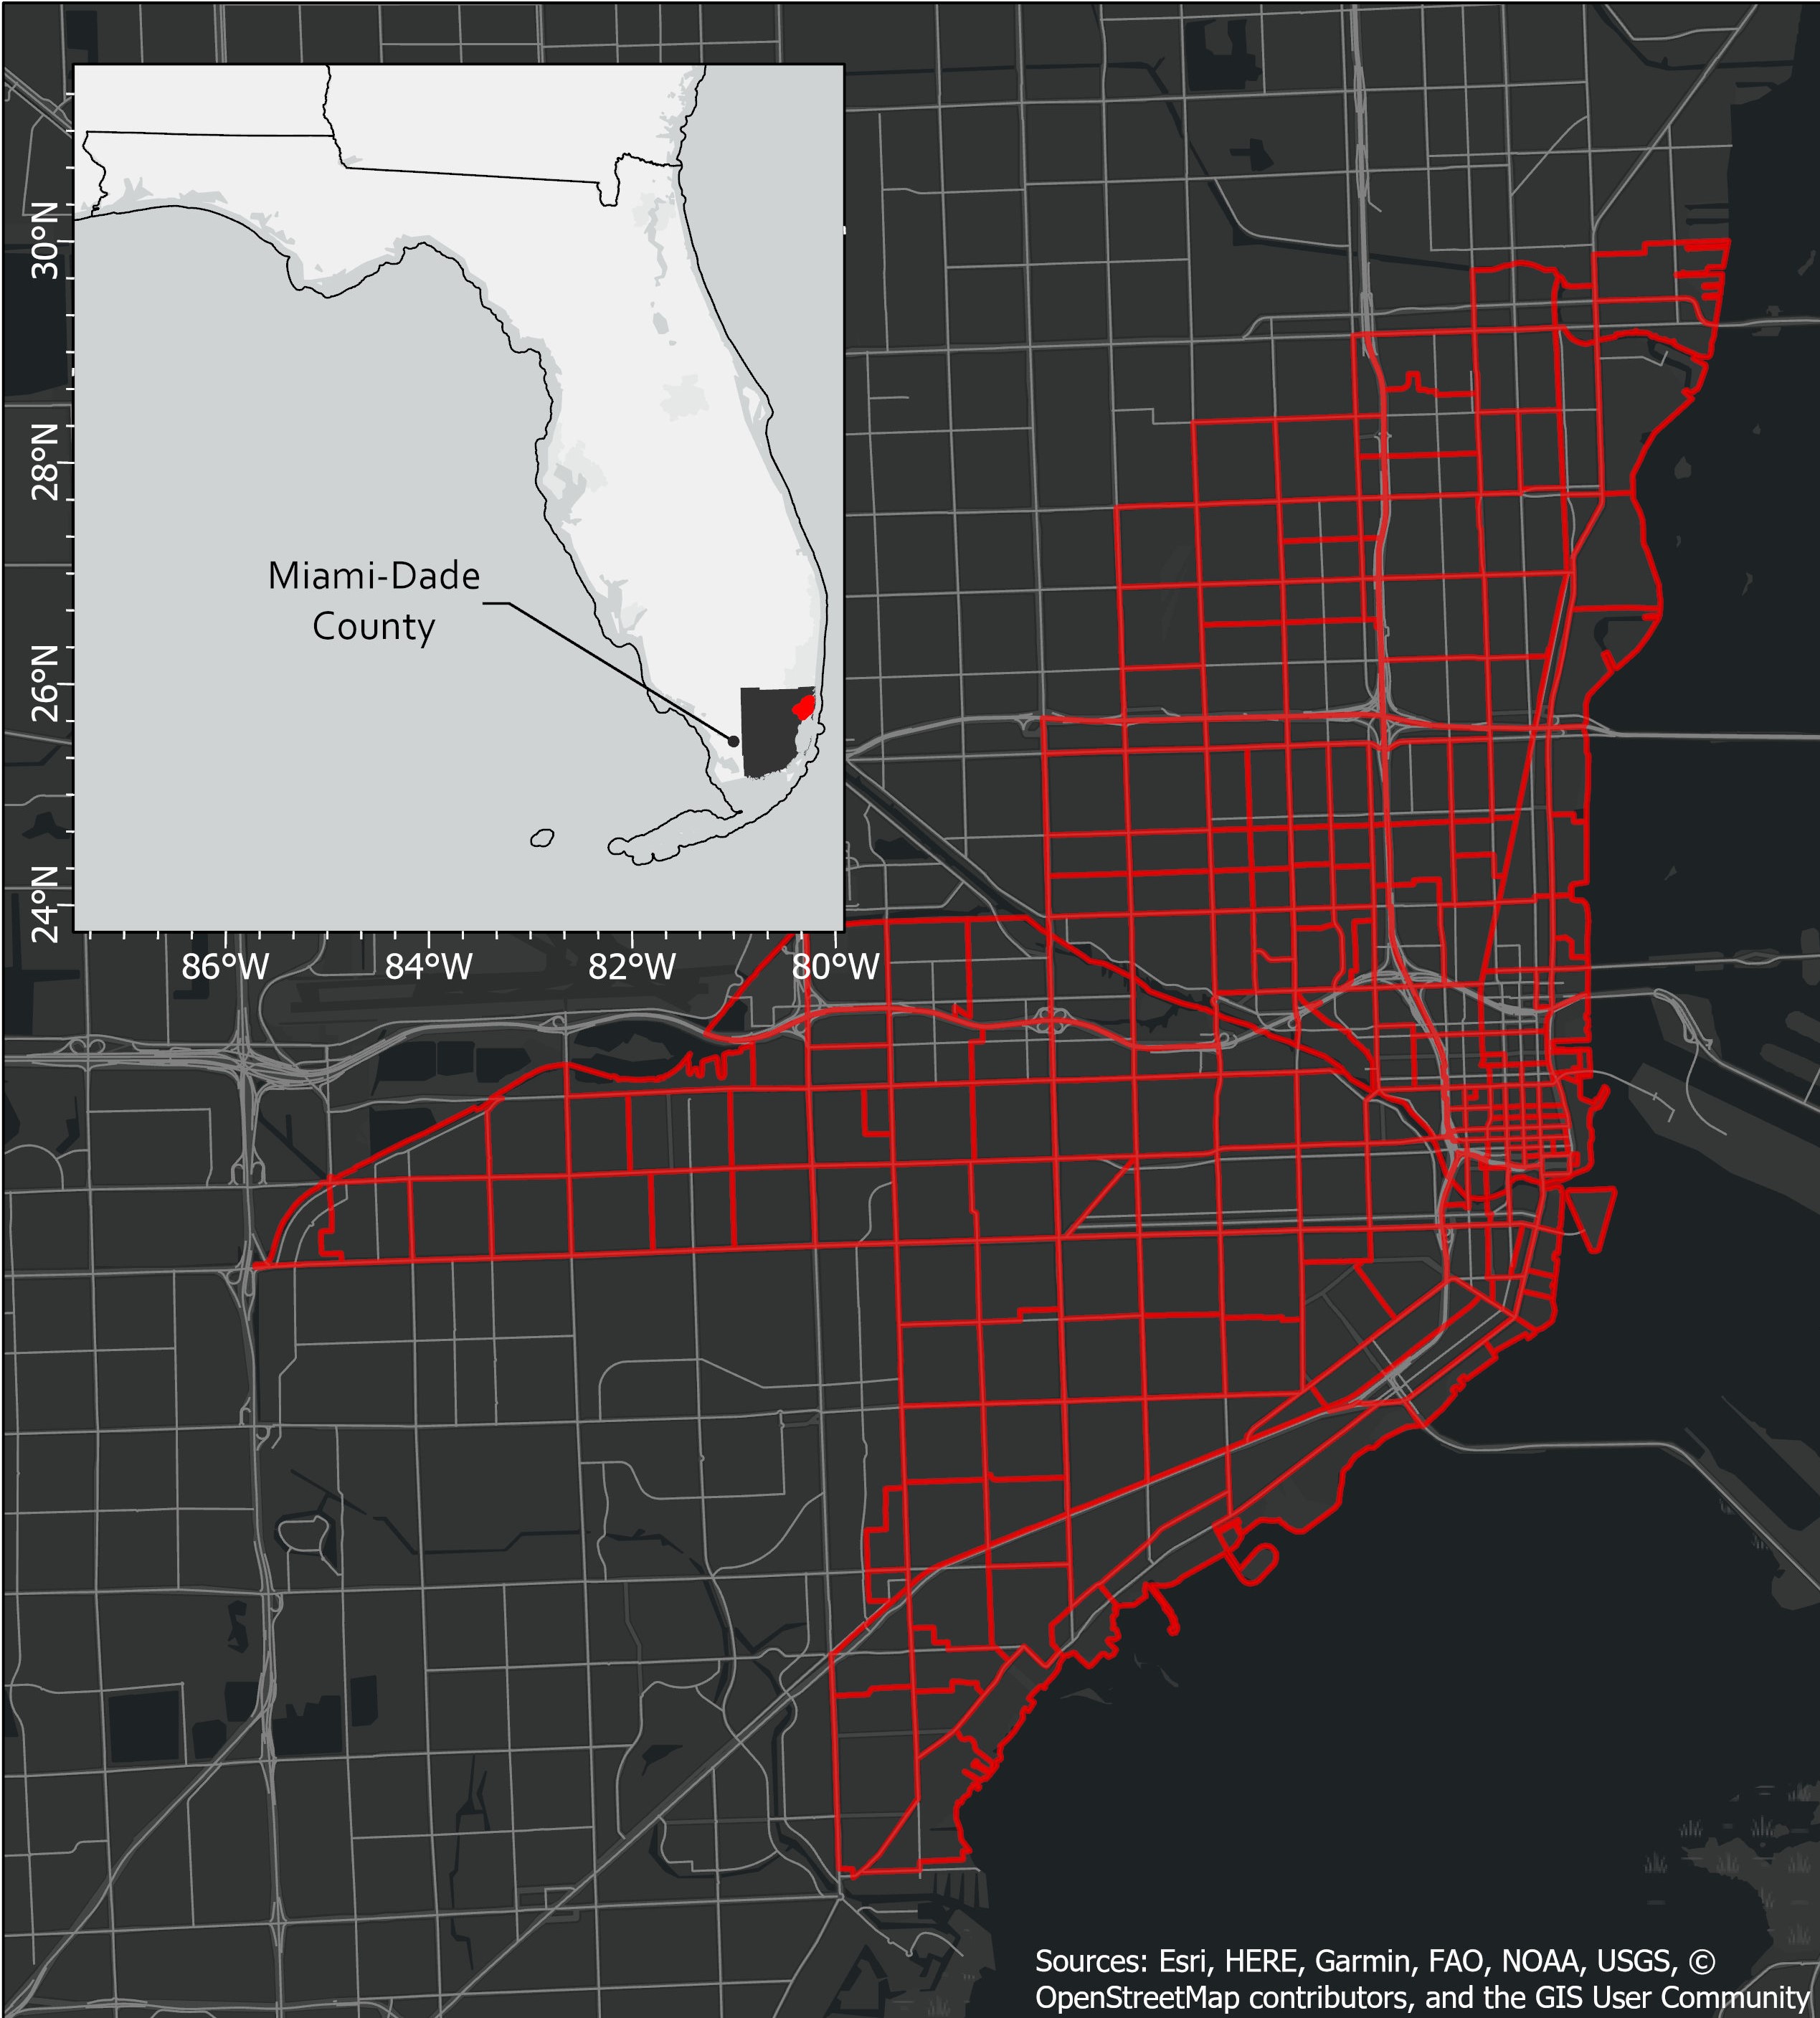 30°N
28°N
Miami-Dade
County
26°N
24°N
86°W
84°W
82°W
80°W
Sources: Esri, HERE, Garmin, FAO, NOAA, USGS, ©
OpenStreetMap contributors, and the GIS User Community